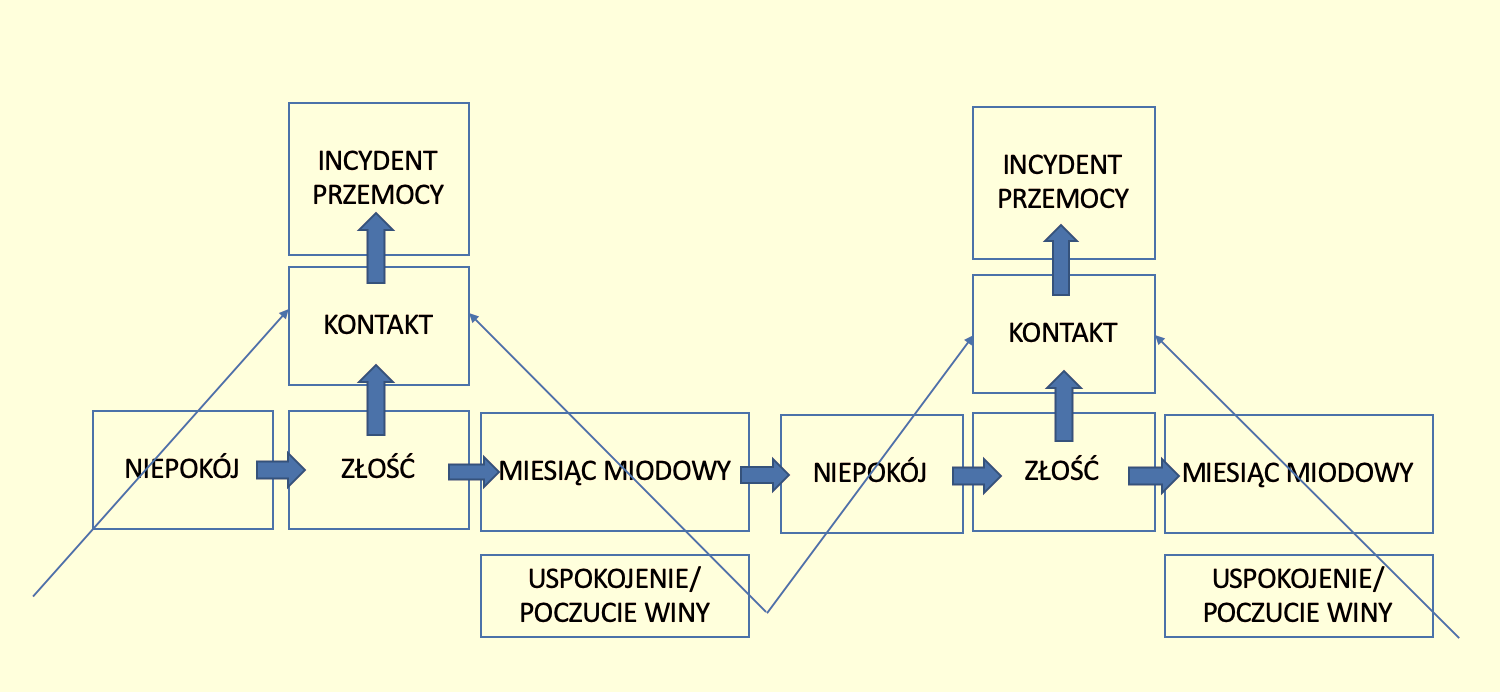 INCYDENT
PRZEMOCY
KONTAKT
NIEPOKÓJ
ZŁOŚĆ
MIESIĄC MIODOWY
USPOKOJENIE/
POCZUCIE WINY
INCYDENT
PRZEMOCY
KONTAKT
NIEPOKÓJ
ZŁOŚĆ
MIESIĄC MIODOWY
USPOKOJENIE/
POCZUCIE WINY